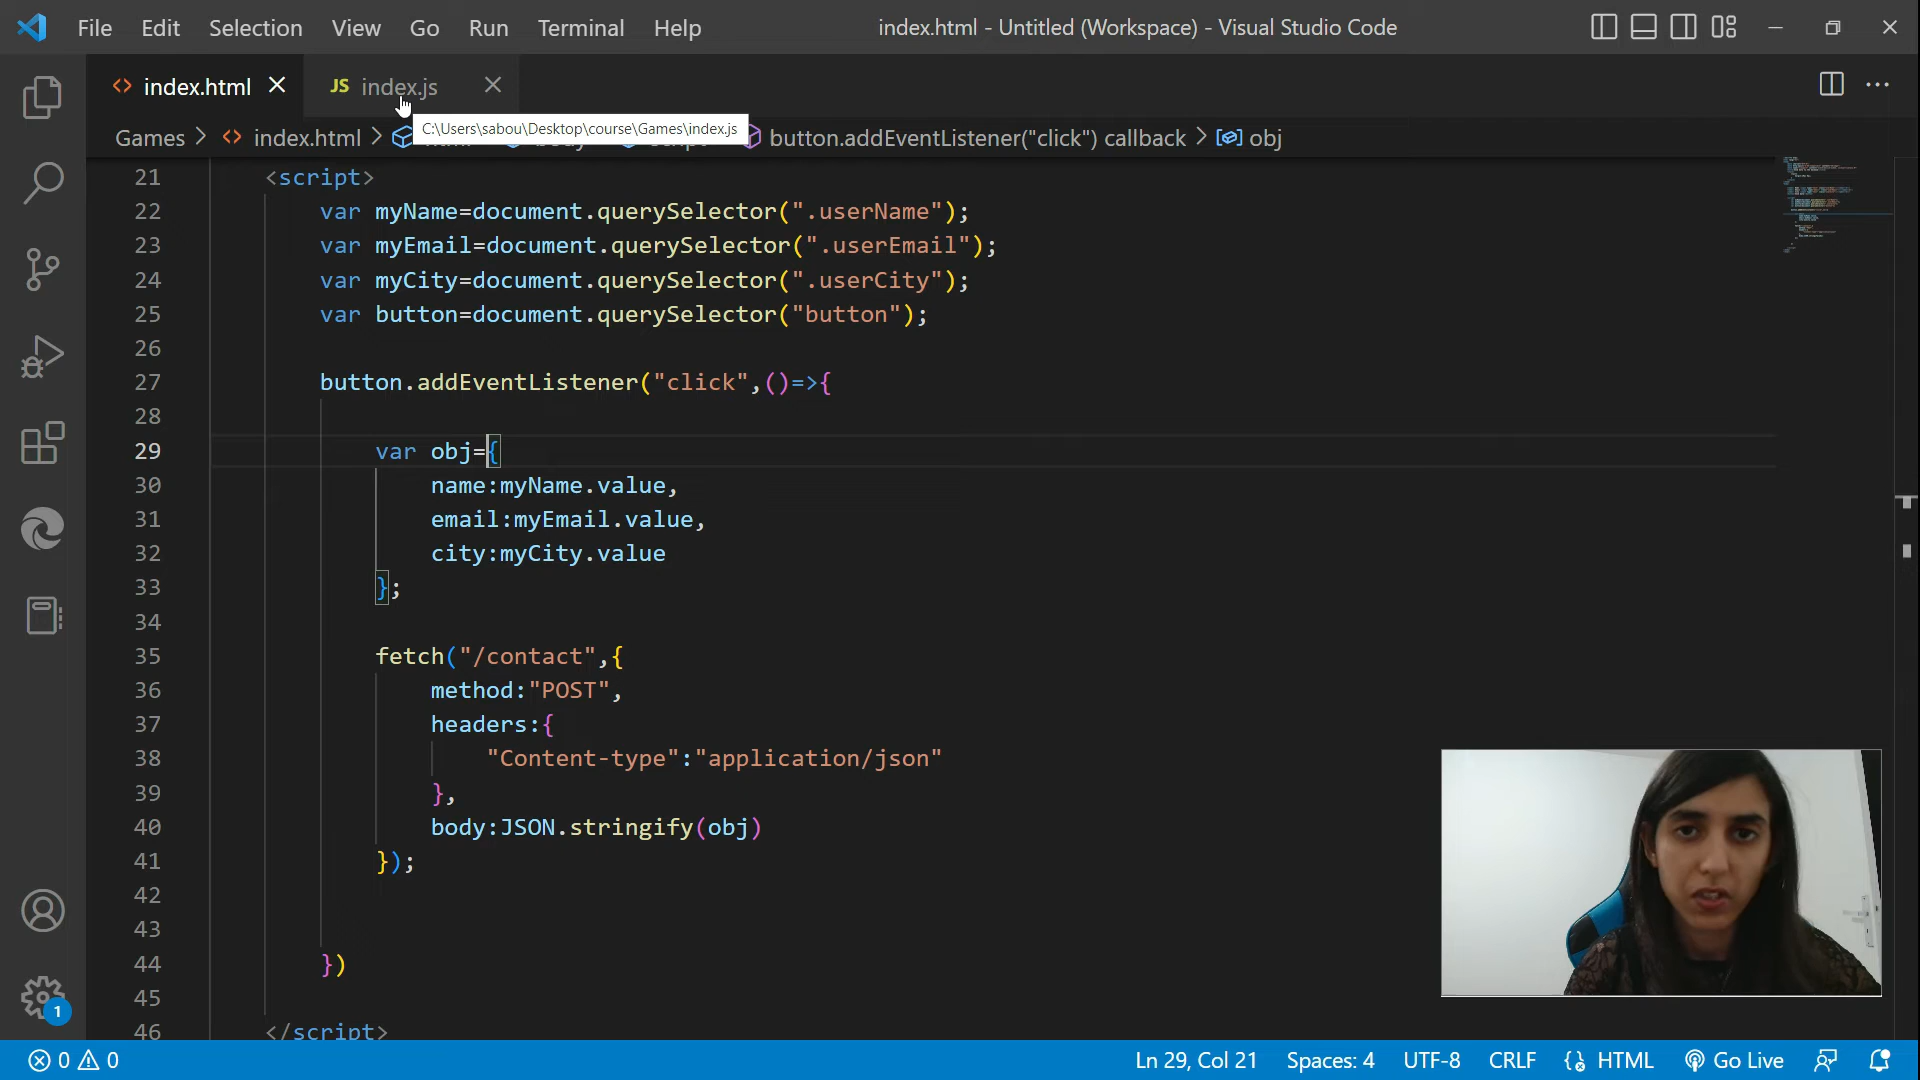 File Edit Selection View Go Run Terminal Help index.html - Untitled (Workspace) - Visual Studio Code
index.html JS index.js
C:\Users\sabou\Desktop\course\Games\index.js
Games > index.html > button.addEventListener("click") callback > obj
21 <script>
22 var myName=document.querySelector(".userName");
23 var myEmail=document.querySelector(".userEmail");
24 var myCity=document.querySelector(".userCity");
25 var button=document.querySelector("button");
26
27 button.addEventListener("click",()=>{
28
29 var obj={
30 name:myName.value,
31 email:myEmail.value,
32 city:myCity.value
33 };
34
35 fetch("/contact",{
36 method:"POST",
37 headers:{
38 "Content-type":"application/json"
39 },
40 body:JSON.stringify(obj)
41 });
42
43
44 })
45
46 </script>
1
0 0 Ln 29, Col 21 Spaces: 4 UTF-8 CRLF HTML Go Live